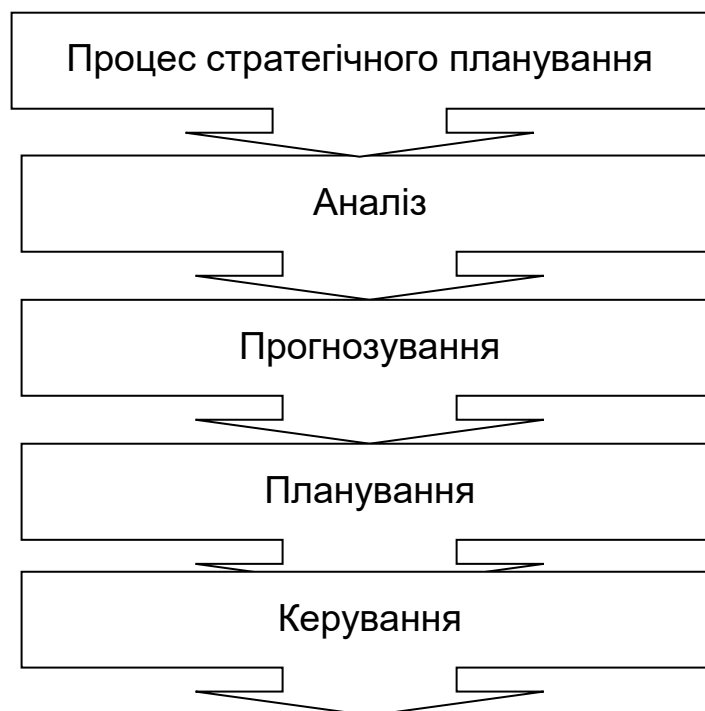 Процес стратегічного планування
Аналіз
Прогнозування
Планування
Керування